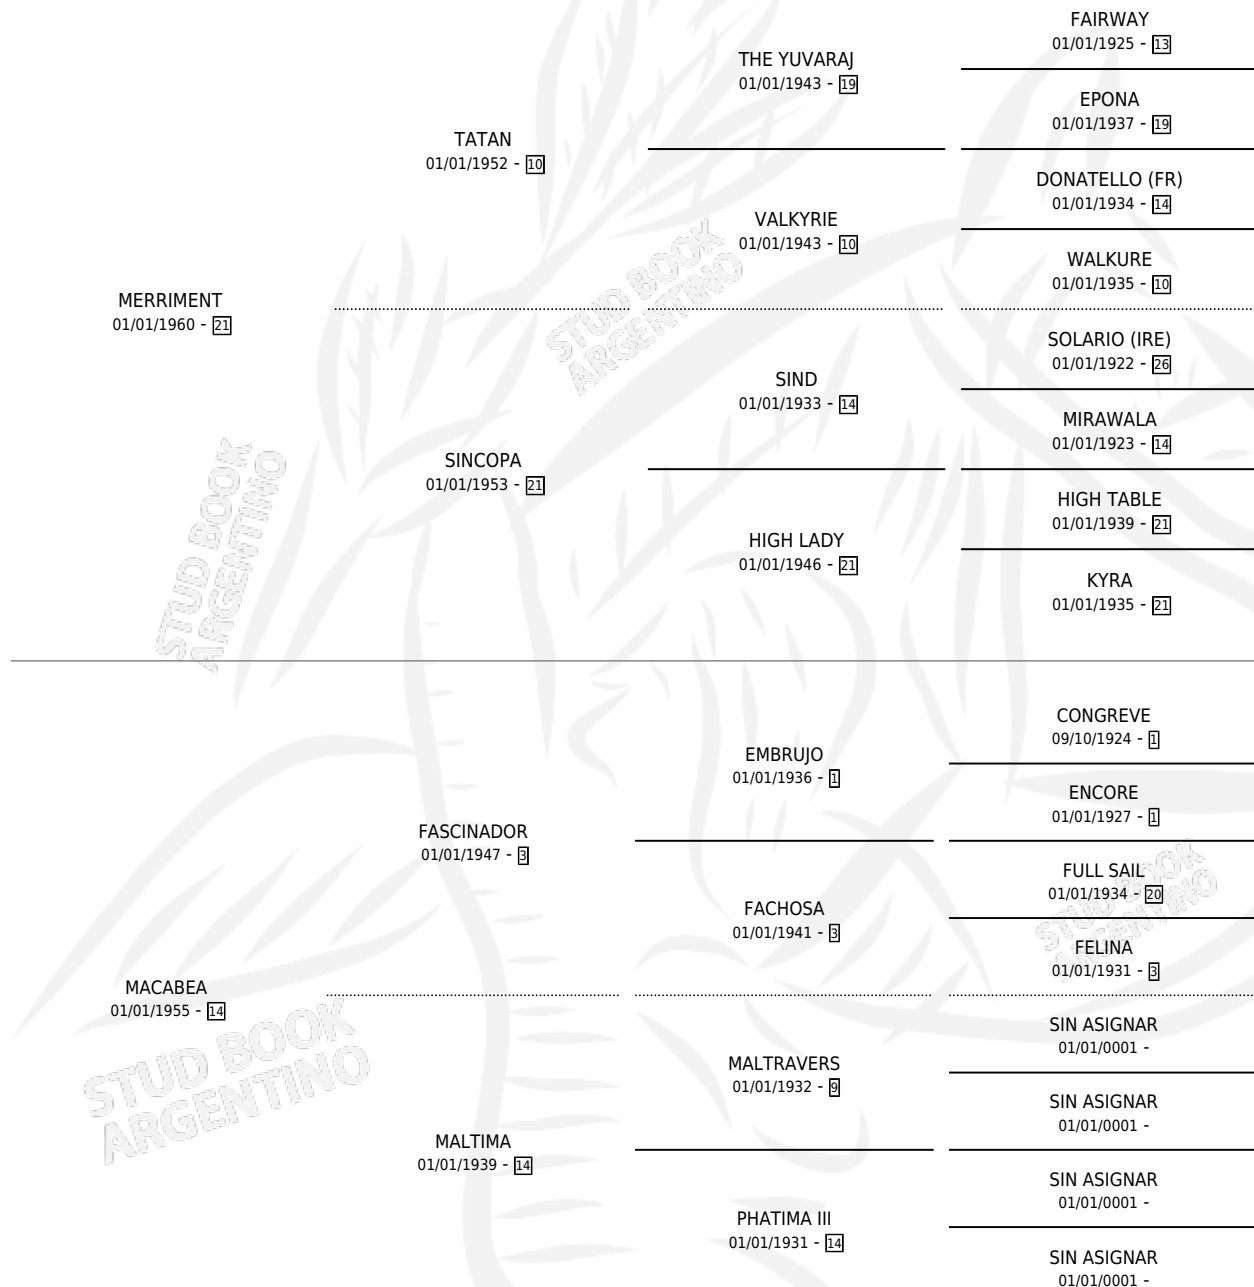 FAIRWAY
01/01/1925 - 13
THE YUVARAJ
01/01/1943 - 19
EPONA
01/01/1937 - 19
TATAN
01/01/1952 - 10
DONATELLO (FR)
01/01/1934 - 14
VALKYRIE
01/01/1943 - 10
WALKURE
01/01/1935 - 10
MERRIMENT
01/01/1960 - 21
SOLARIO (IRE)
01/01/1922 - 26
SIND
01/01/1933 - 14
MIRAWALA
01/01/1923 - 14
SINCOPA
01/01/1953 - 21
HIGH TABLE
01/01/1939 - 21
HIGH LADY
01/01/1946 - 21
KYRA
01/01/1935 - 21
STUD BOOK
ARGENTINO
STUD BOOK
ARGENTINO
CONGREVE
09/10/1924 - 1
EMBRUJO
01/01/1936 - 1
ENCORE
01/01/1927 - 1
FASCINADOR
01/01/1947 - 3
FULL SAIL
01/01/1934 - 20
FACHOSA
01/01/1941 - 3
FELINA
01/01/1931 - 3
STUD BOOK
ARGENTINO
MACABEA
01/01/1955 - 14
SIN ASIGNAR
01/01/0001 -
MALTRAVERS
01/01/1932 - 9
SIN ASIGNAR
01/01/0001 -
STUD BOOK
ARGENTINO
MALTIMA
01/01/1939 - 14
SIN ASIGNAR
01/01/0001 -
PHATIMA III
01/01/1931 - 14
SIN ASIGNAR
01/01/0001 -